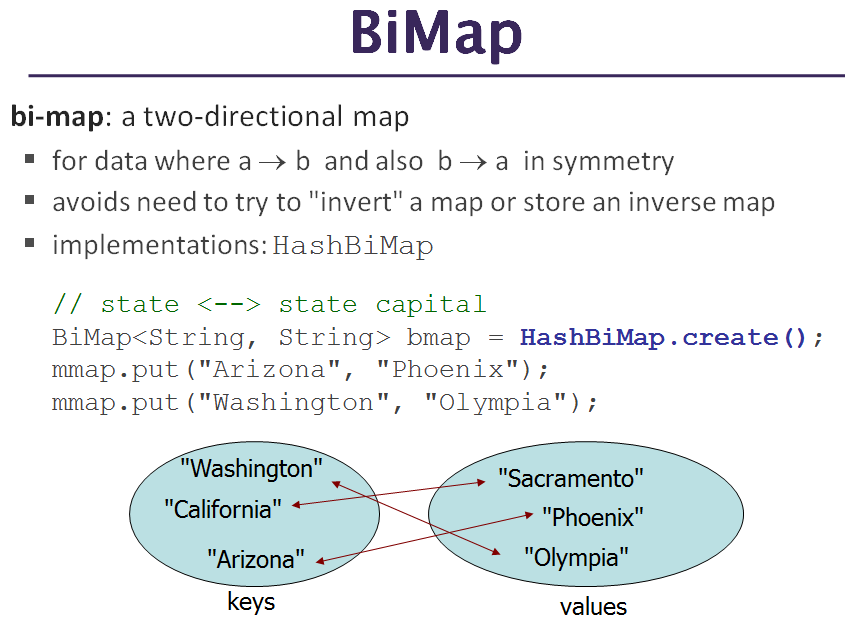 BiMap
bi-map: a two-directional map
▪ for data where a → b and also b → a in symmetry
▪ avoids need to try to "invert" a map or store an inverse map
▪ implementations: HashBiMap
// state <--> state capital
BiMap<String, String> bmap = HashBiMap.create();
mmap.put("Arizona", "Phoenix");
mmap.put("Washington", "Olympia");
"Washington"
"California"
"Arizona"
keys
"Sacramento"
"Phoenix"
"Olympia"
values